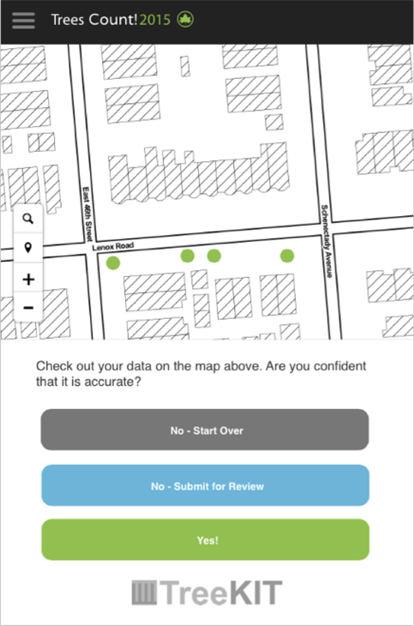 Trees Count! 2015
East 46th Street
Lenox Road
Schenectady Avenue
+
−
Check out your data on the map above. Are you confident
that it is accurate?
No - Start Over
No - Submit for Review
Yes!
TreeKIT